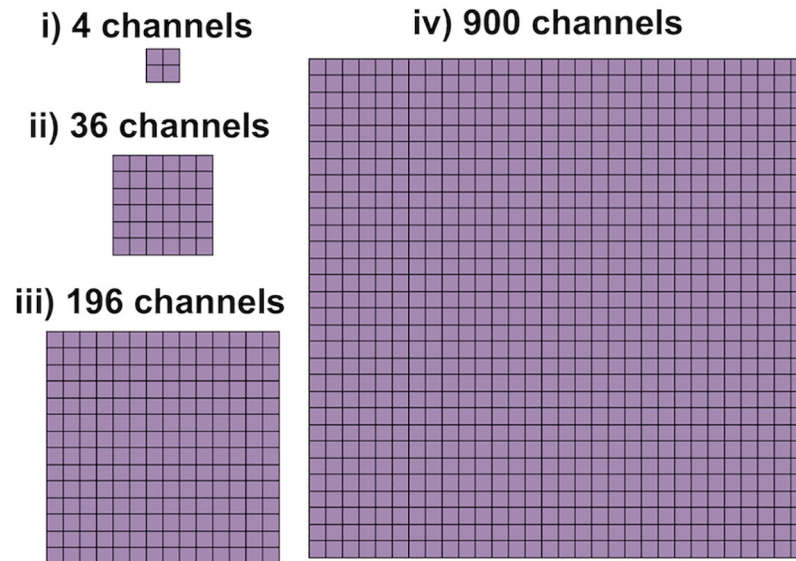 i) 4 channels
ii) 36 channels
iii) 196 channels
iv) 900 channels